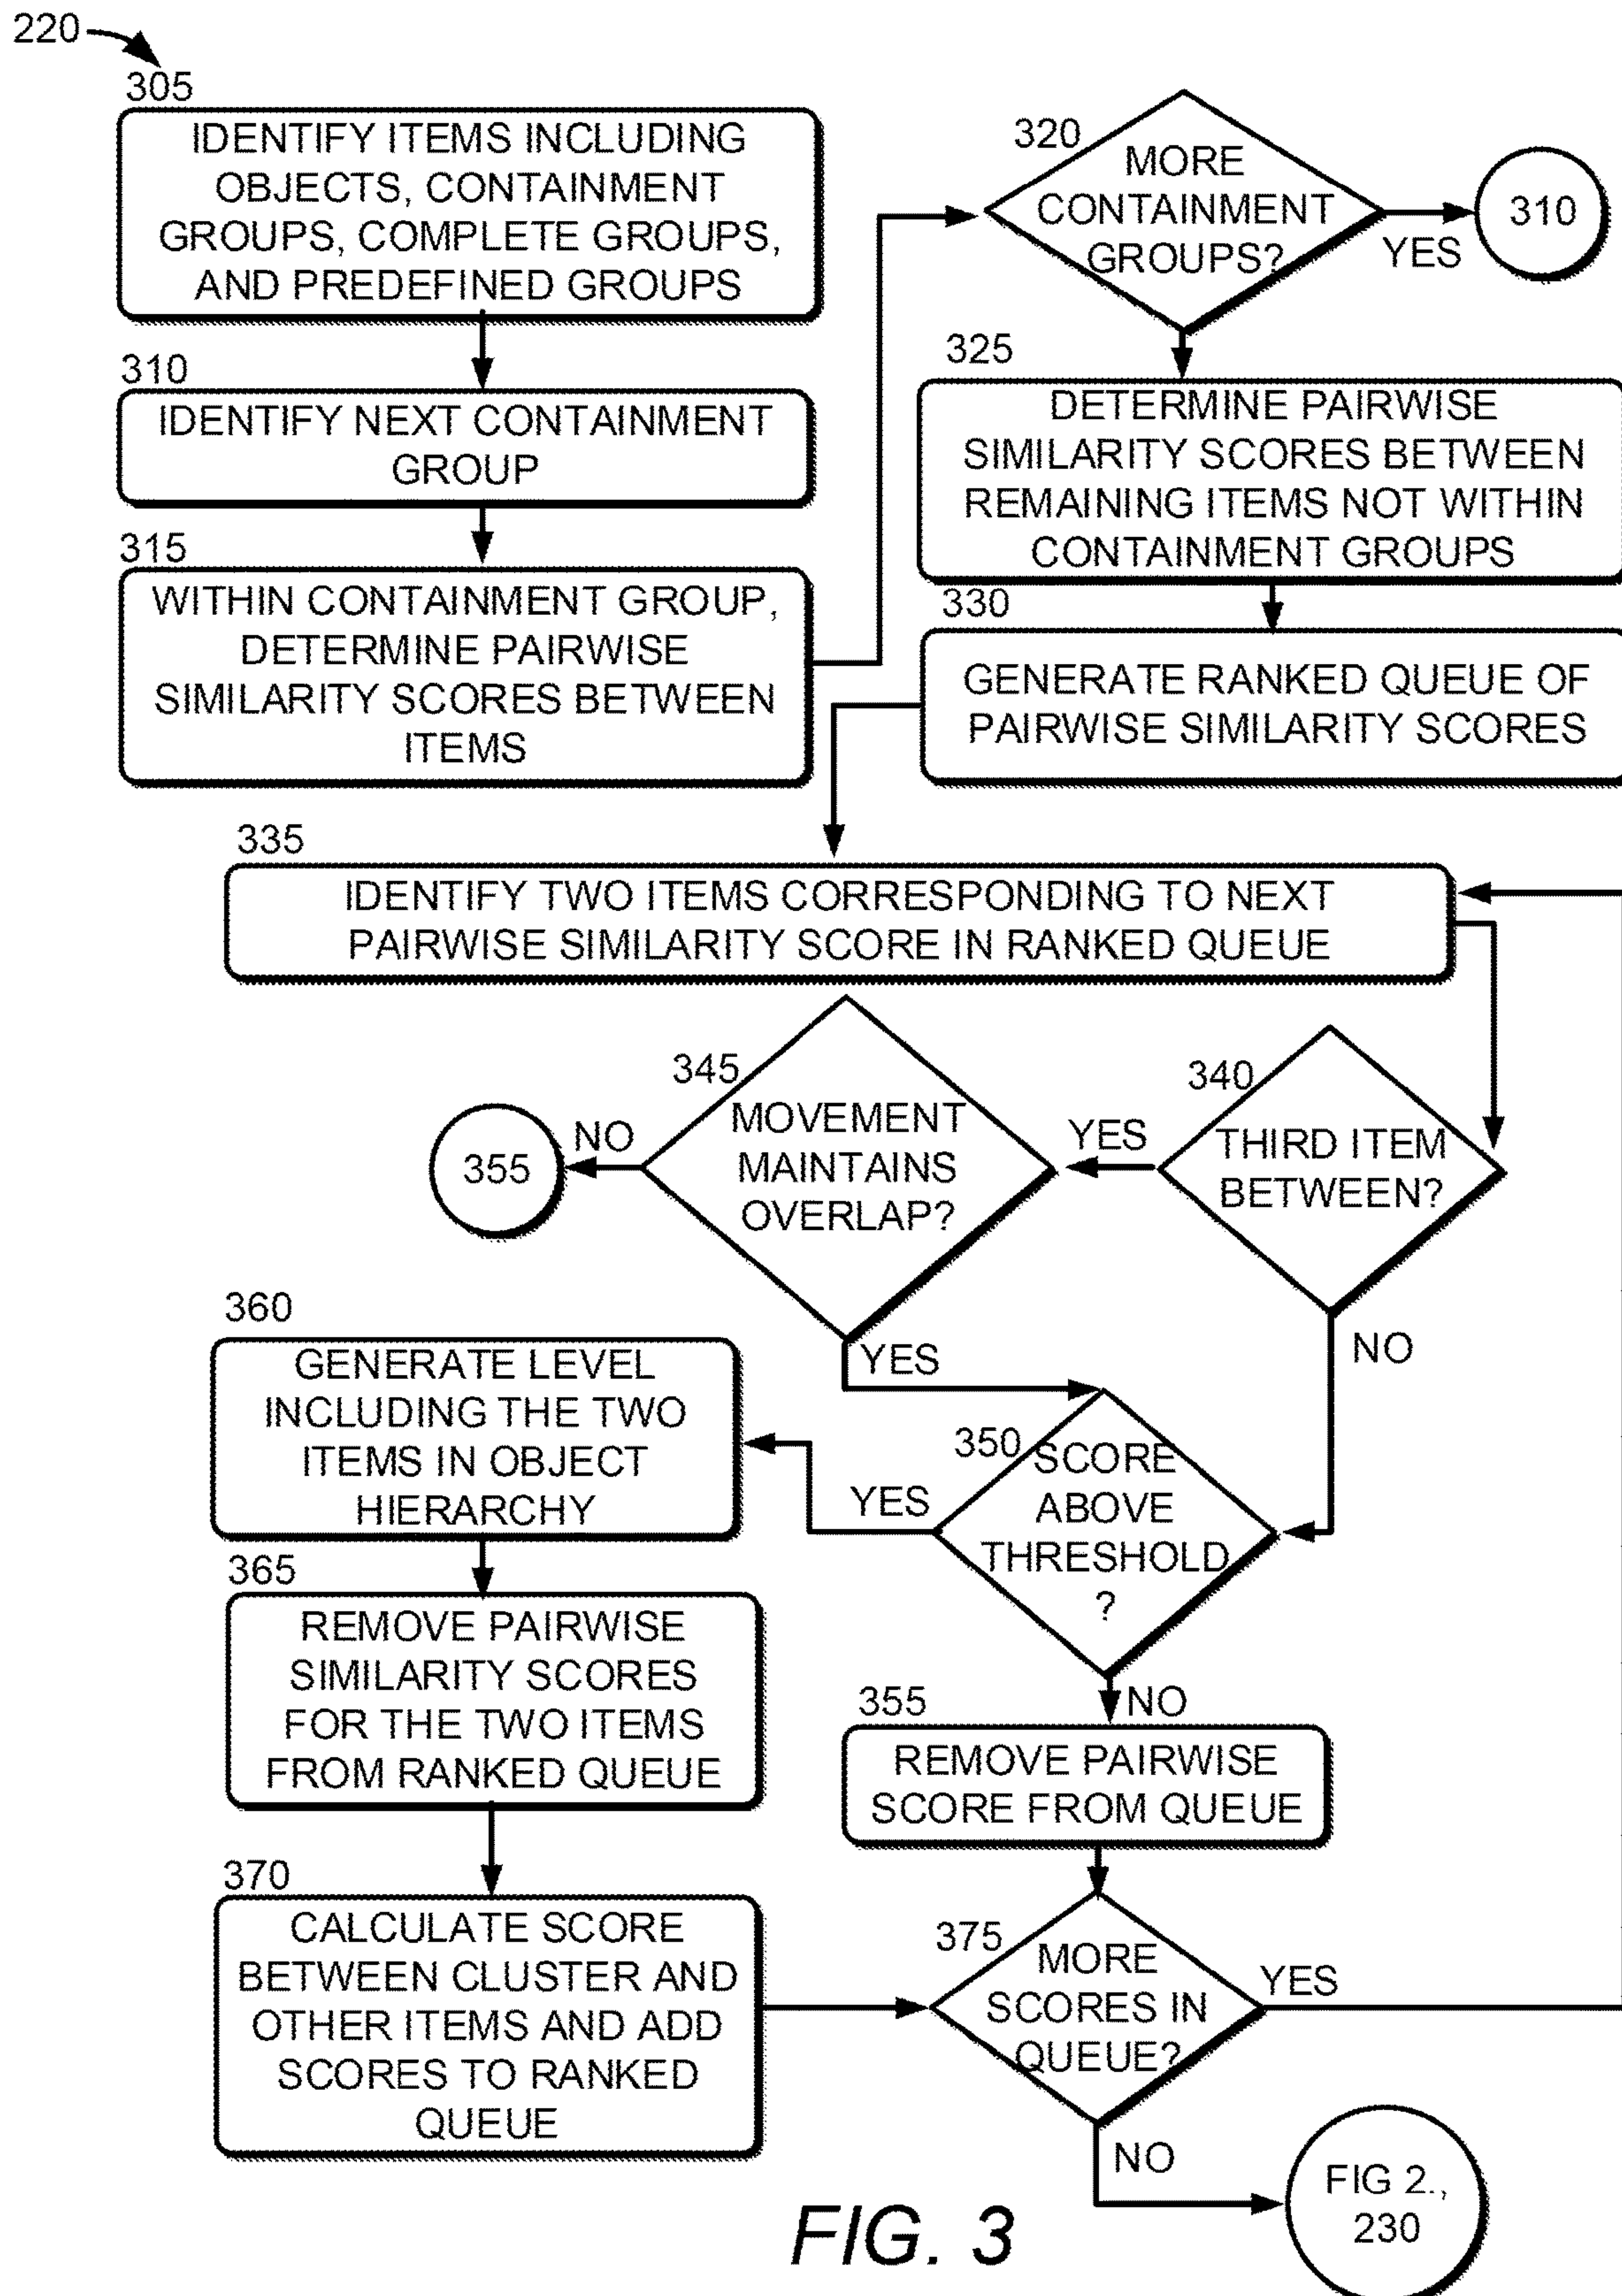 220
305
IDENTIFY ITEMS INCLUDING
OBJECTS, CONTAINMENT
GROUPS, COMPLETE GROUPS,
AND PREDEFINED GROUPS
310
IDENTIFY NEXT CONTAINMENT
GROUP
315
WITHIN CONTAINMENT GROUP,
DETERMINE PAIRWISE
SIMILARITY SCORES BETWEEN
ITEMS
320
MORE
CONTAINMENT
GROUPS?
YES
310
325
DETERMINE PAIRWISE
SIMILARITY SCORES BETWEEN
REMAINING ITEMS NOT WITHIN
CONTAINMENT GROUPS
330
GENERATE RANKED QUEUE OF
PAIRWISE SIMILARITY SCORES
335
IDENTIFY TWO ITEMS CORRESPONDING TO NEXT
PAIRWISE SIMILARITY SCORE IN RANKED QUEUE
340
THIRD ITEM
BETWEEN?
YES
NO
345
MOVEMENT
MAINTAINS
OVERLAP?
NO
355
YES
350
SCORE
ABOVE
THRESHOLD
?
YES
NO
360
GENERATE LEVEL
INCLUDING THE TWO
ITEMS IN OBJECT
HIERARCHY
365
REMOVE PAIRWISE
SIMILARITY SCORES
FOR THE TWO ITEMS
FROM RANKED QUEUE
355
REMOVE PAIRWISE
SCORE FROM QUEUE
370
CALCULATE SCORE
BETWEEN CLUSTER AND
OTHER ITEMS AND ADD
SCORES TO RANKED
QUEUE
375
MORE
SCORES IN
QUEUE?
YES
NO
FIG 2.,
230
FIG. 3